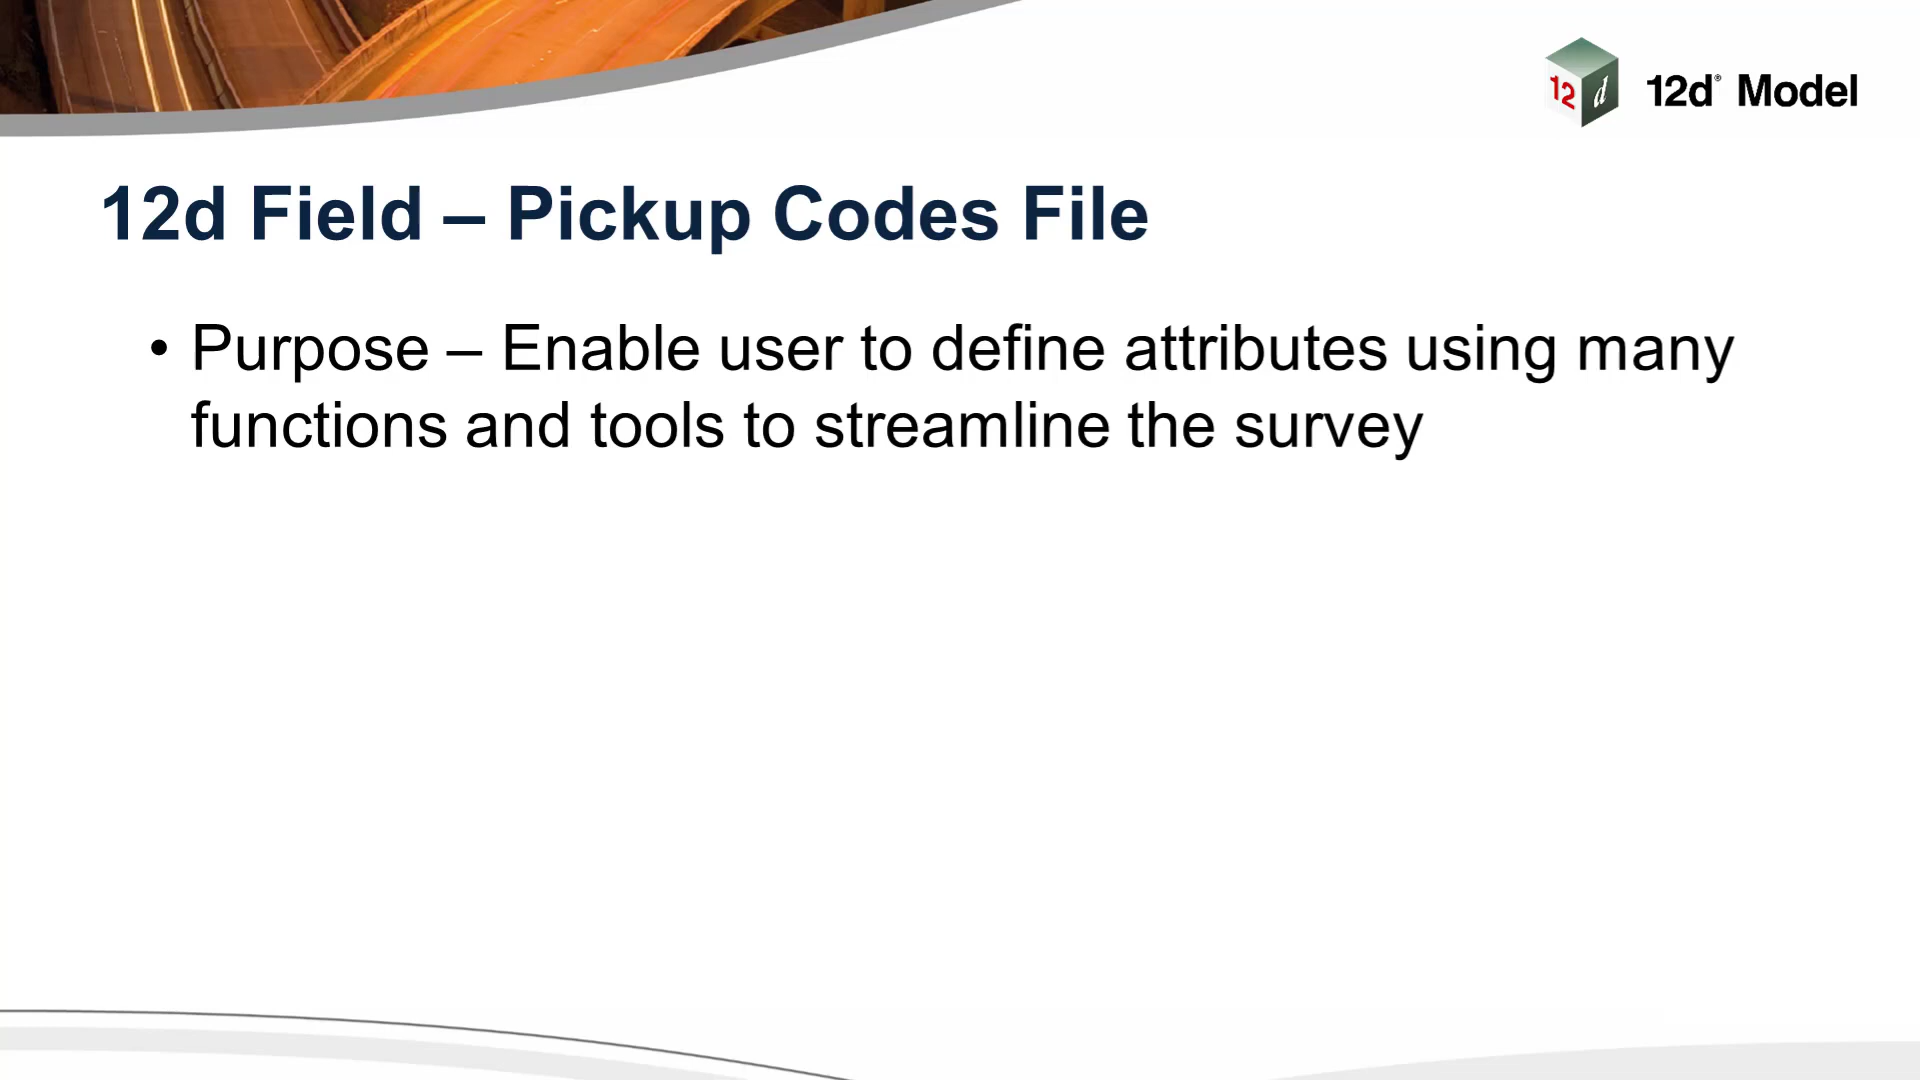 12d
12d® Model
12d Field – Pickup Codes File
• Purpose – Enable user to define attributes using many
functions and tools to streamline the survey